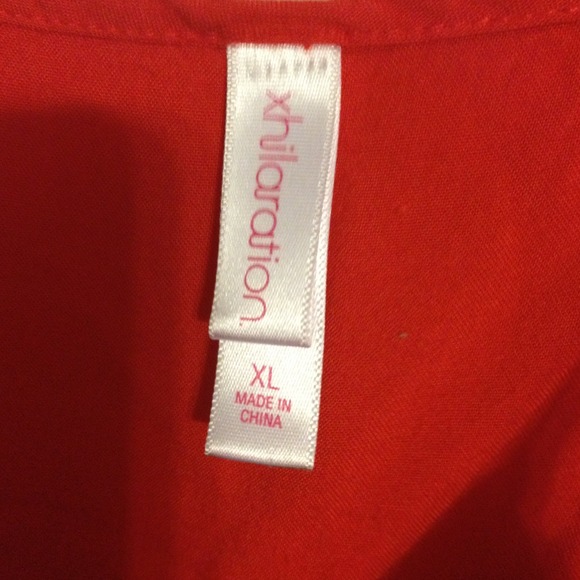 xhilaration.
XL
MADE IN
CHINA